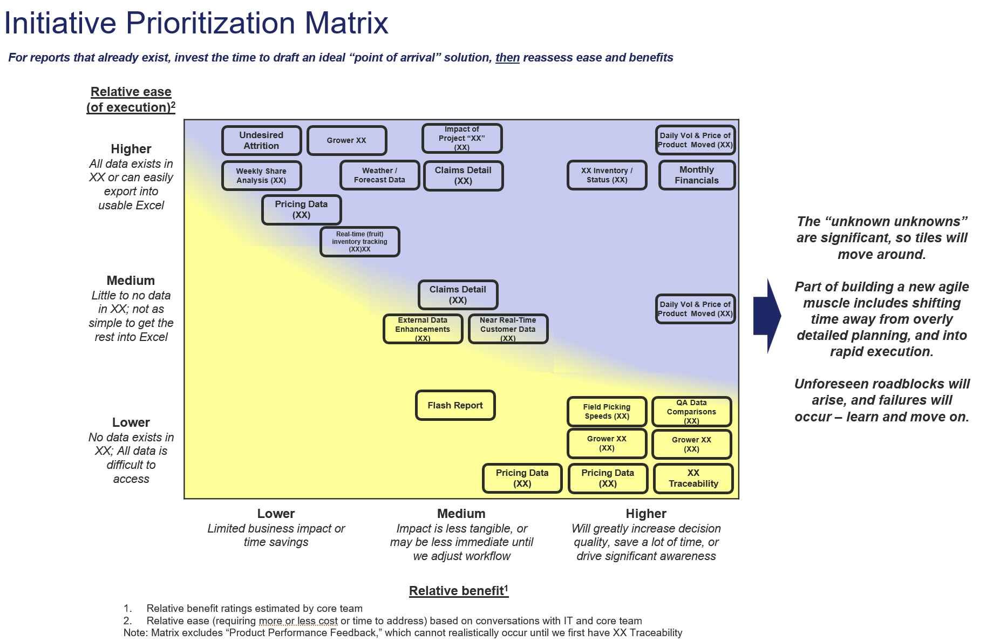 Initiative Prioritization Matrix
For reports that already exist, invest the time to draft an ideal “point of arrival” solution, then reassess ease and benefits
Relative ease
(of execution)2
Higher
All data exists in
XX or can easily
export into
usable Excel
Medium
Little to no data
in XX; not as
simple to get the
rest into Excel
Lower
No data exists in
XX; All data is
difficult to
access
Undesired
Attrition
Grower XX
Impact of
Project “XX”
(XX)
Daily Vol & Price of
Product  Moved (XX)
Weekly Share
Analysis (XX)
Weather /
Forecast Data
Claims Detail
(XX)
XX Inventory /
Status (XX)
Monthly
Financials
Pricing Data
(XX)
Real-time (fruit)
inventory tracking
(XX)XX
Claims Detail
(XX)
Daily Vol & Price of
Product  Moved (XX)
External Data
Enhancements
(XX)
Near Real-Time
Customer Data
(XX)
Flash Report
Field Picking
Speeds (XX)
QA Data
Comparisons
(XX)
Grower XX
(XX)
Grower XX
(XX)
Pricing Data
(XX)
Pricing Data
(XX)
XX
Traceability
The “unknown unknowns”
are significant, so tiles will
move around.
Part of building a new agile
muscle includes shifting
time away from overly
detailed planning, and into
rapid execution.
Unforeseen roadblocks will
arise, and failures will
occur – learn and move on.
Lower
Limited business impact or
time savings
Medium
Impact is less tangible, or
may be less immediate until
we adjust workflow
Higher
Will greatly increase decision
quality, save a lot of time, or
drive significant awareness
Relative benefit1
1. Relative benefit ratings estimated by core team
2. Relative ease (requiring more or less cost or time to address) based on conversations with IT and core team
Note: Matrix excludes “Product Performance Feedback,” which cannot realistically occur until we first have XX Traceability